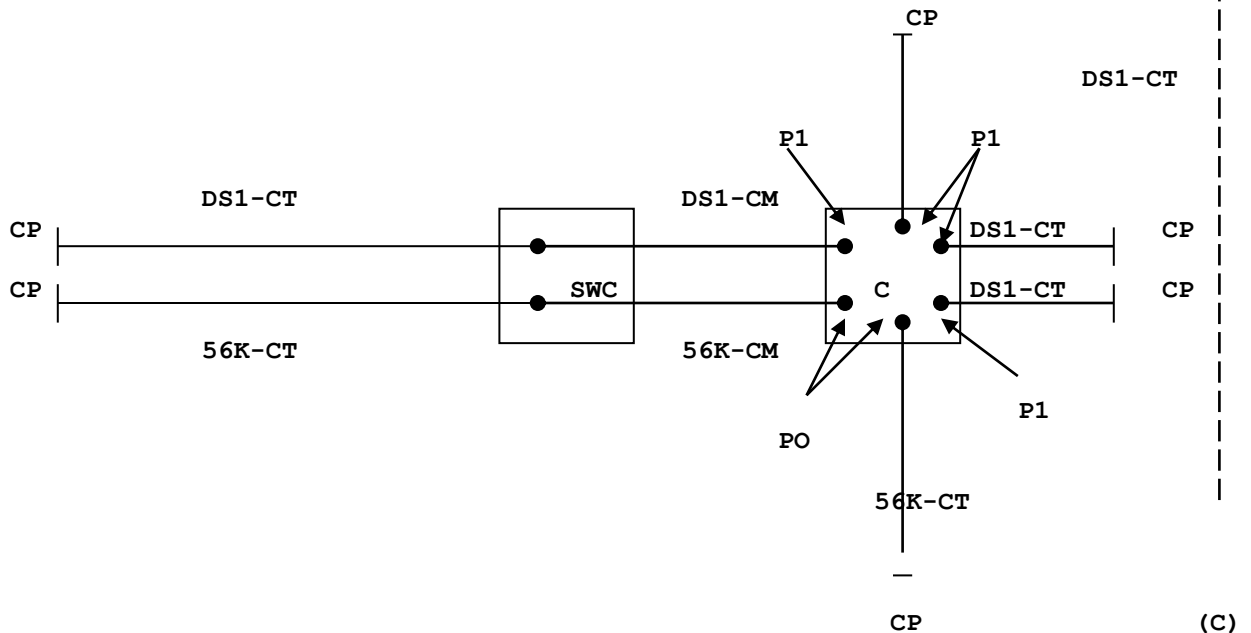 CP
DS1-CT
P1 P1
DS1-CT DS1-CM
CP DS1-CT CP
CP SWC C DS1-CT CP
56K-CT 56K-CM
P1
PO
56K-CT
CP (C)